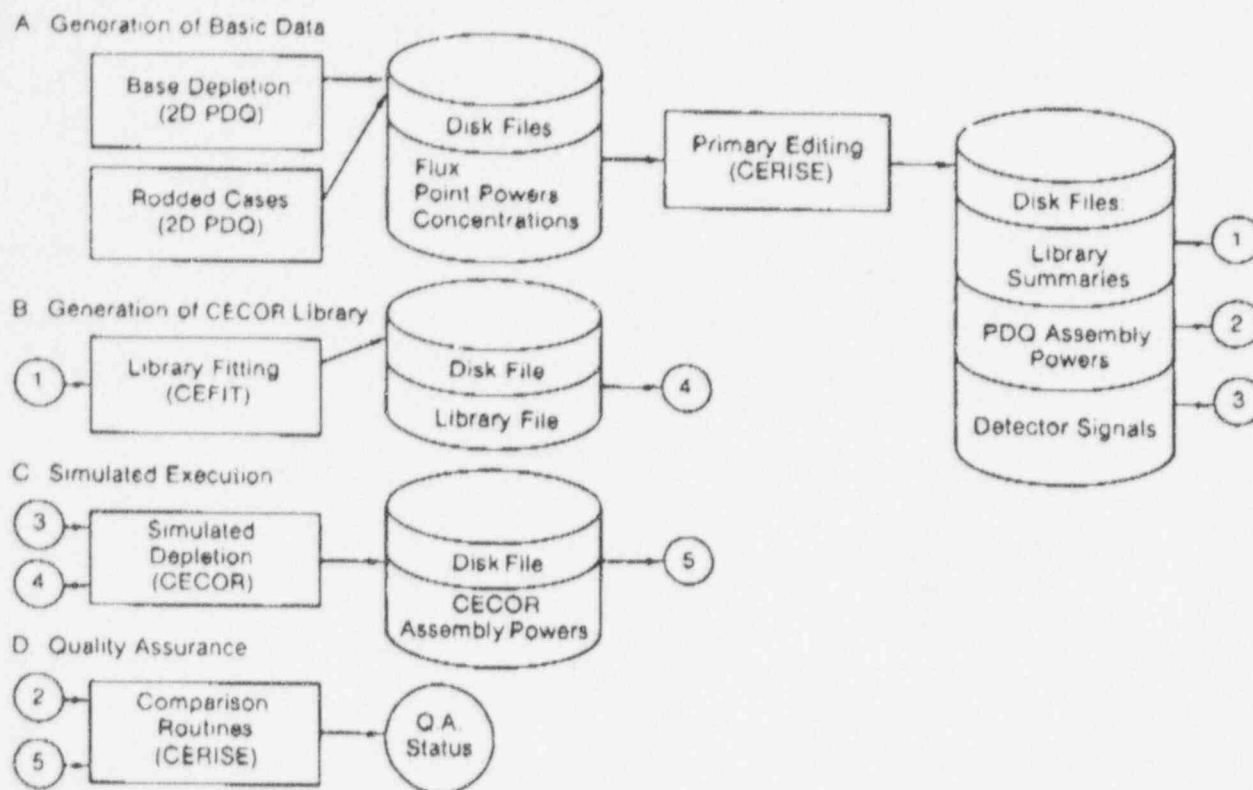 A. Generation of Basic Data
Base Depletion
(2D PDQ)
Rodded Cases
(2D PDQ)
Disk Files
Flux
Point Powers
Concentrations
Primary Editing
(CERISE)
Disk Files:
Library
Summaries
PDQ Assembly
Powers
Detector Signals
1
2
3
B. Generation of CECOR Library
1
Library Fitting
(CEFIT)
Disk File
Library File
4
C. Simulated Execution
3
4
Simulated
Depletion
(CECOR)
Disk File
CECOR
Assembly Powers
5
D. Quality Assurance
2
5
Comparison
Routines
(CERISE)
Q.A.
Status